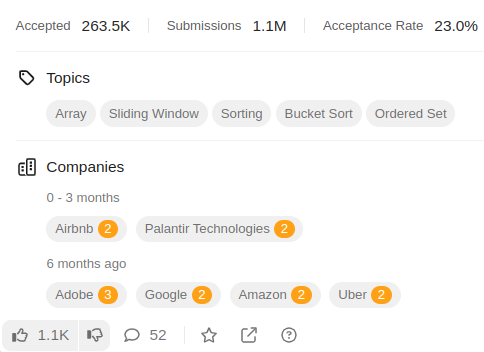 Accepted 263.5K Submissions 1.1M Acceptance Rate 23.0%
Topics
Array Sliding Window Sorting Bucket Sort Ordered Set
Companies
0 - 3 months
Airbnb 2 Palantir Technologies 2
6 months ago
Adobe 3 Google 2 Amazon 2 Uber 2
1.1K 52